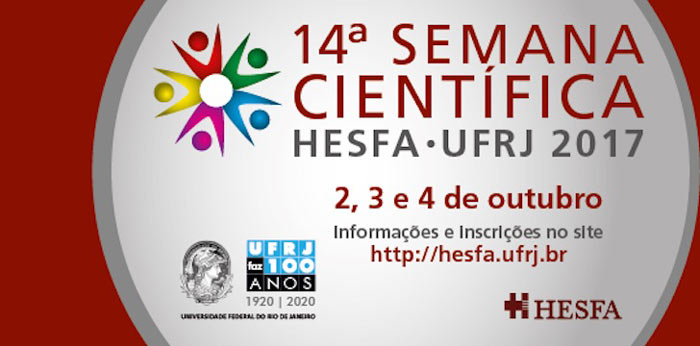 14ª SEMANA
CIENTÍFICA
HESFA·UFRJ 2017
2, 3 e 4 de outubro
Informações e inscrições no site
http://hesfa.ufrj.br
UFRJ
faz 100
ANOS
1920 | 2020
UNIVERSIDADE FEDERAL DO RIO DE JANEIRO
HESFA